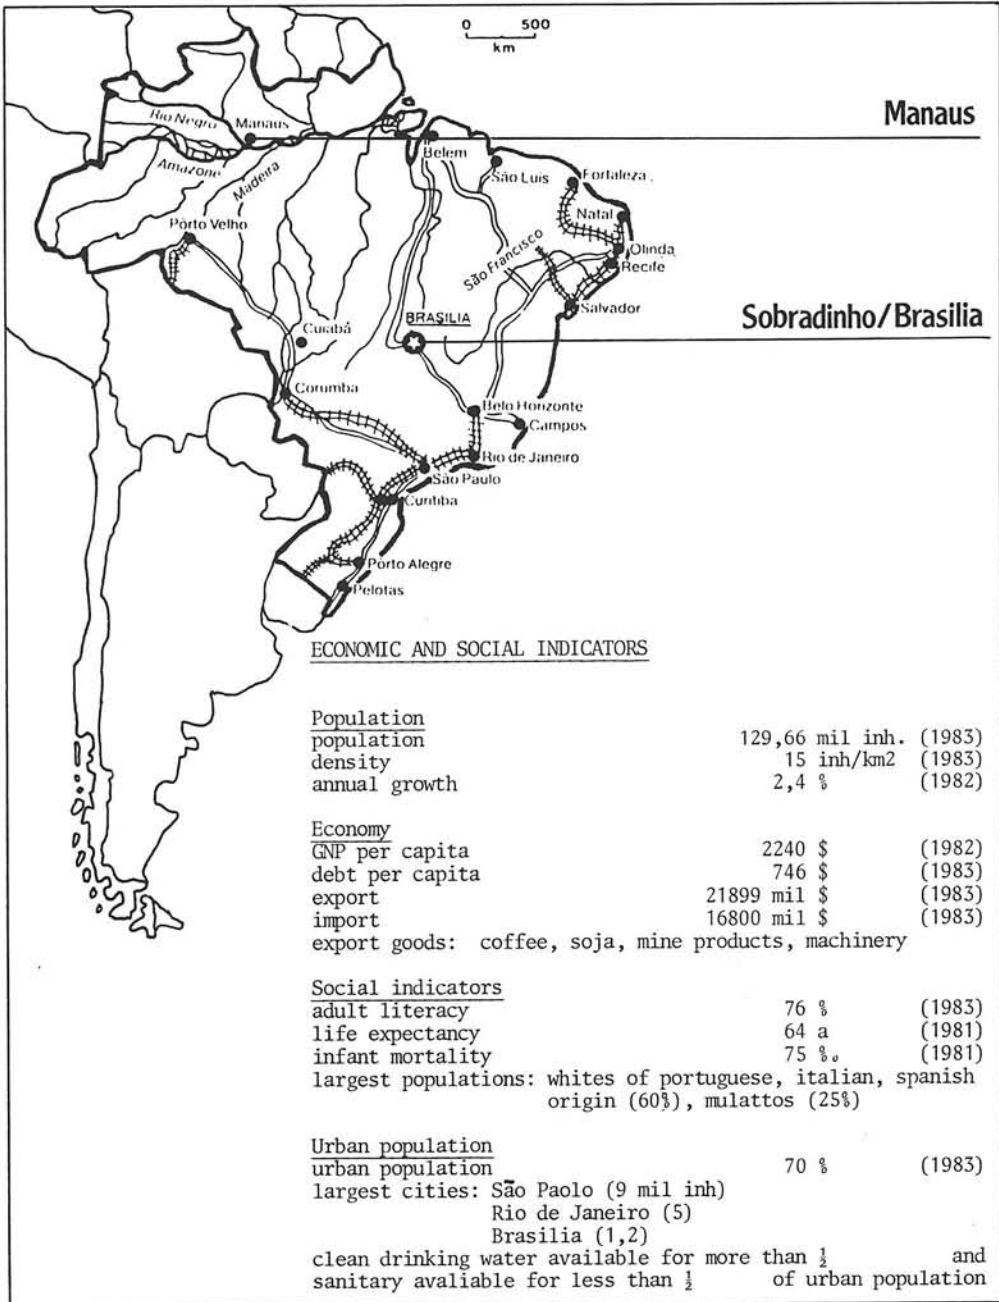 0 500
km
Manaus
Rio Negro
Manaus
Amazone
Madeira
Belem
São Luis
Fortaleza
Natal
Pôrto Velho
São Francisco
Olinda
Recife
Salvador
BRASILIA
Sobradinho/Brasilia
Cuiabá
Corumba
Belo Horizonte
Campos
Rio de Janeiro
São Paulo
Curitiba
Pôrto Alegre
Pelotas
ECONOMIC AND SOCIAL INDICATORS
Population
population 129,66 mil inh. (1983)
density 15 inh/km2 (1983)
annual growth 2,4 % (1982)
Economy
GNP per capita 2240 $ (1982)
debt per capita 746 $ (1983)
export 21899 mil $ (1983)
import 16800 mil $ (1983)
export goods: coffee, soja, mine products, machinery
Social indicators
adult literacy 76 % (1983)
life expectancy 64 a (1981)
infant mortality 75 ‰ (1981)
largest populations: whites of portuguese, italian, spanish
origin (60%), mulattos (25%)
Urban population
urban population 70 % (1983)
largest cities: São Paolo (9 mil inh)
Rio de Janeiro (5)
Brasilia (1,2)
clean drinking water available for more than ½ and
sanitary avaliable for less than ½ of urban population